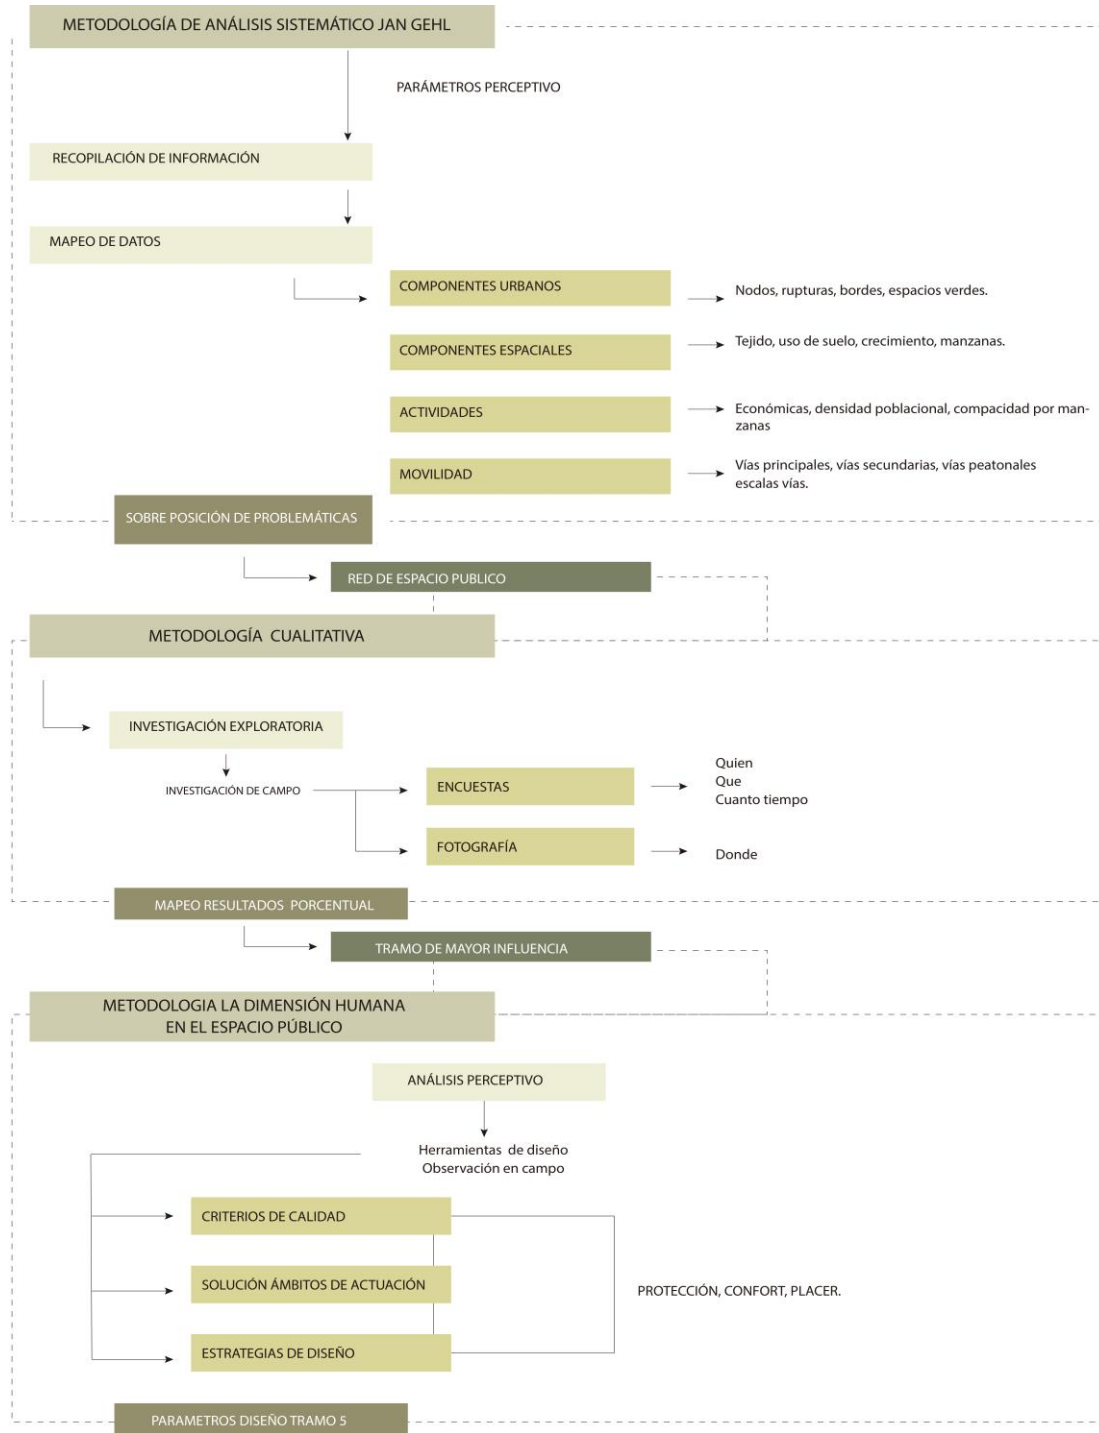 METODOLOGÍA DE ANÁLISIS SISTEMÁTICO JAN GEHL
PARÁMETROS PERCEPTIVO
RECOPILACIÓN DE INFORMACIÓN
MAPEO DE DATOS
COMPONENTES URBANOS
Nodos, rupturas, bordes, espacios verdes.
COMPONENTES ESPACIALES
Tejido, uso de suelo, crecimiento, manzanas.
ACTIVIDADES
Económicas, densidad poblacional, compacidad por man-
zanas
MOVILIDAD
Vías principales, vías secundarias, vías peatonales
escalas vías.
SOBRE POSICIÓN DE PROBLEMÁTICAS
RED DE ESPACIO PUBLICO
METODOLOGÍA CUALITATIVA
INVESTIGACIÓN EXPLORATORIA
INVESTIGACIÓN DE CAMPO
ENCUESTAS
Quien
Que
Cuanto tiempo
FOTOGRAFÍA
Donde
MAPEO RESULTADOS PORCENTUAL
TRAMO DE MAYOR INFLUENCIA
METODOLOGIA LA DIMENSIÓN HUMANA
EN EL ESPACIO PÚBLICO
ANÁLISIS PERCEPTIVO
Herramientas de diseño
Observación en campo
CRITERIOS DE CALIDAD
SOLUCIÓN ÁMBITOS DE ACTUACIÓN
PROTECCIÓN, CONFORT, PLACER.
ESTRATEGIAS DE DISEÑO
PARAMETROS DISEÑO TRAMO 5